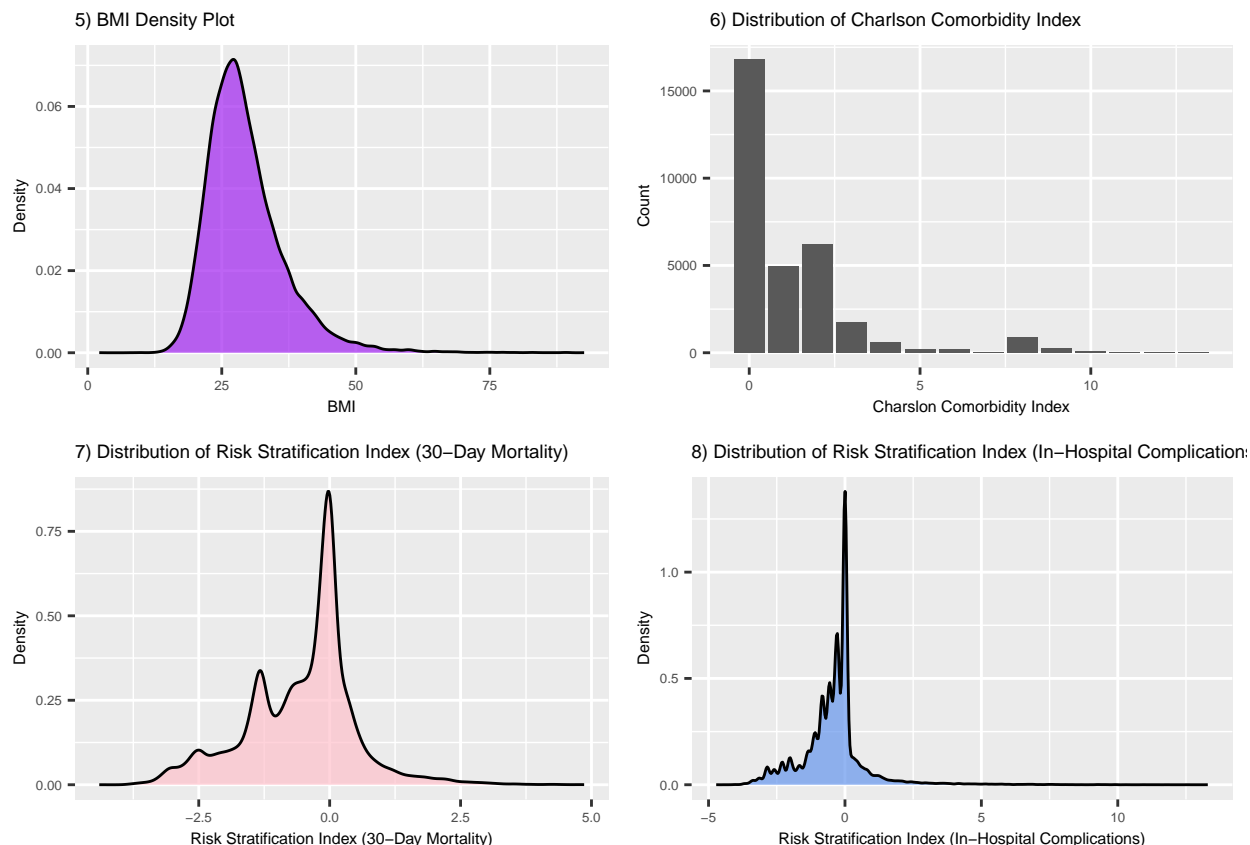 5) BMI Density Plot
0.06
0.04
0.02
0.00
Density
0
25
50
75
BMI
6) Distribution of Charlson Comorbidity Index
15000
10000
5000
0
Count
0
5
10
Charslon Comorbidity Index
7) Distribution of Risk Stratification Index (30−Day Mortality)
0.75
0.50
0.25
0.00
Density
−2.5
0.0
2.5
5.0
Risk Stratification Index (30−Day Mortality)
8) Distribution of Risk Stratification Index (In−Hospital Complications
1.0
0.5
0.0
Density
−5
0
5
10
Risk Stratification Index (In−Hospital Complications)